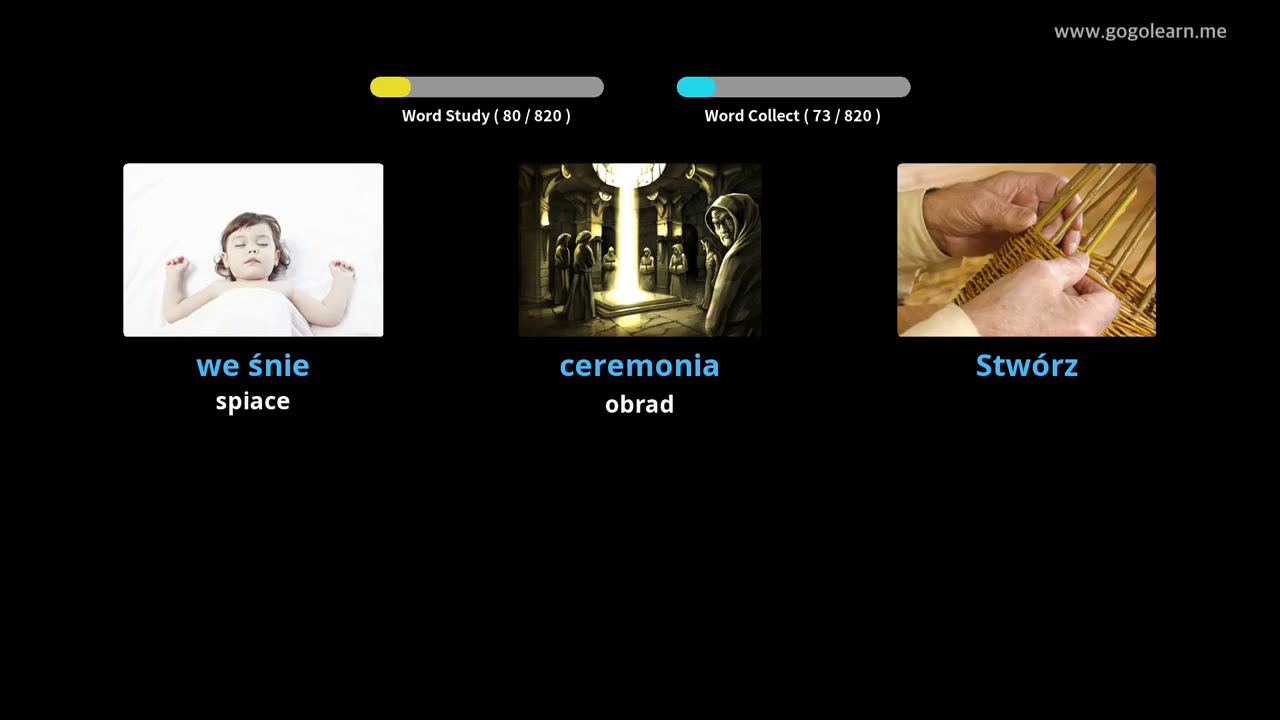 www.gogolearn.me
Word Study ( 80 / 820 )
Word Collect ( 73 / 820 )
we śnie
spiace
ceremonia
obrad
Stwórz